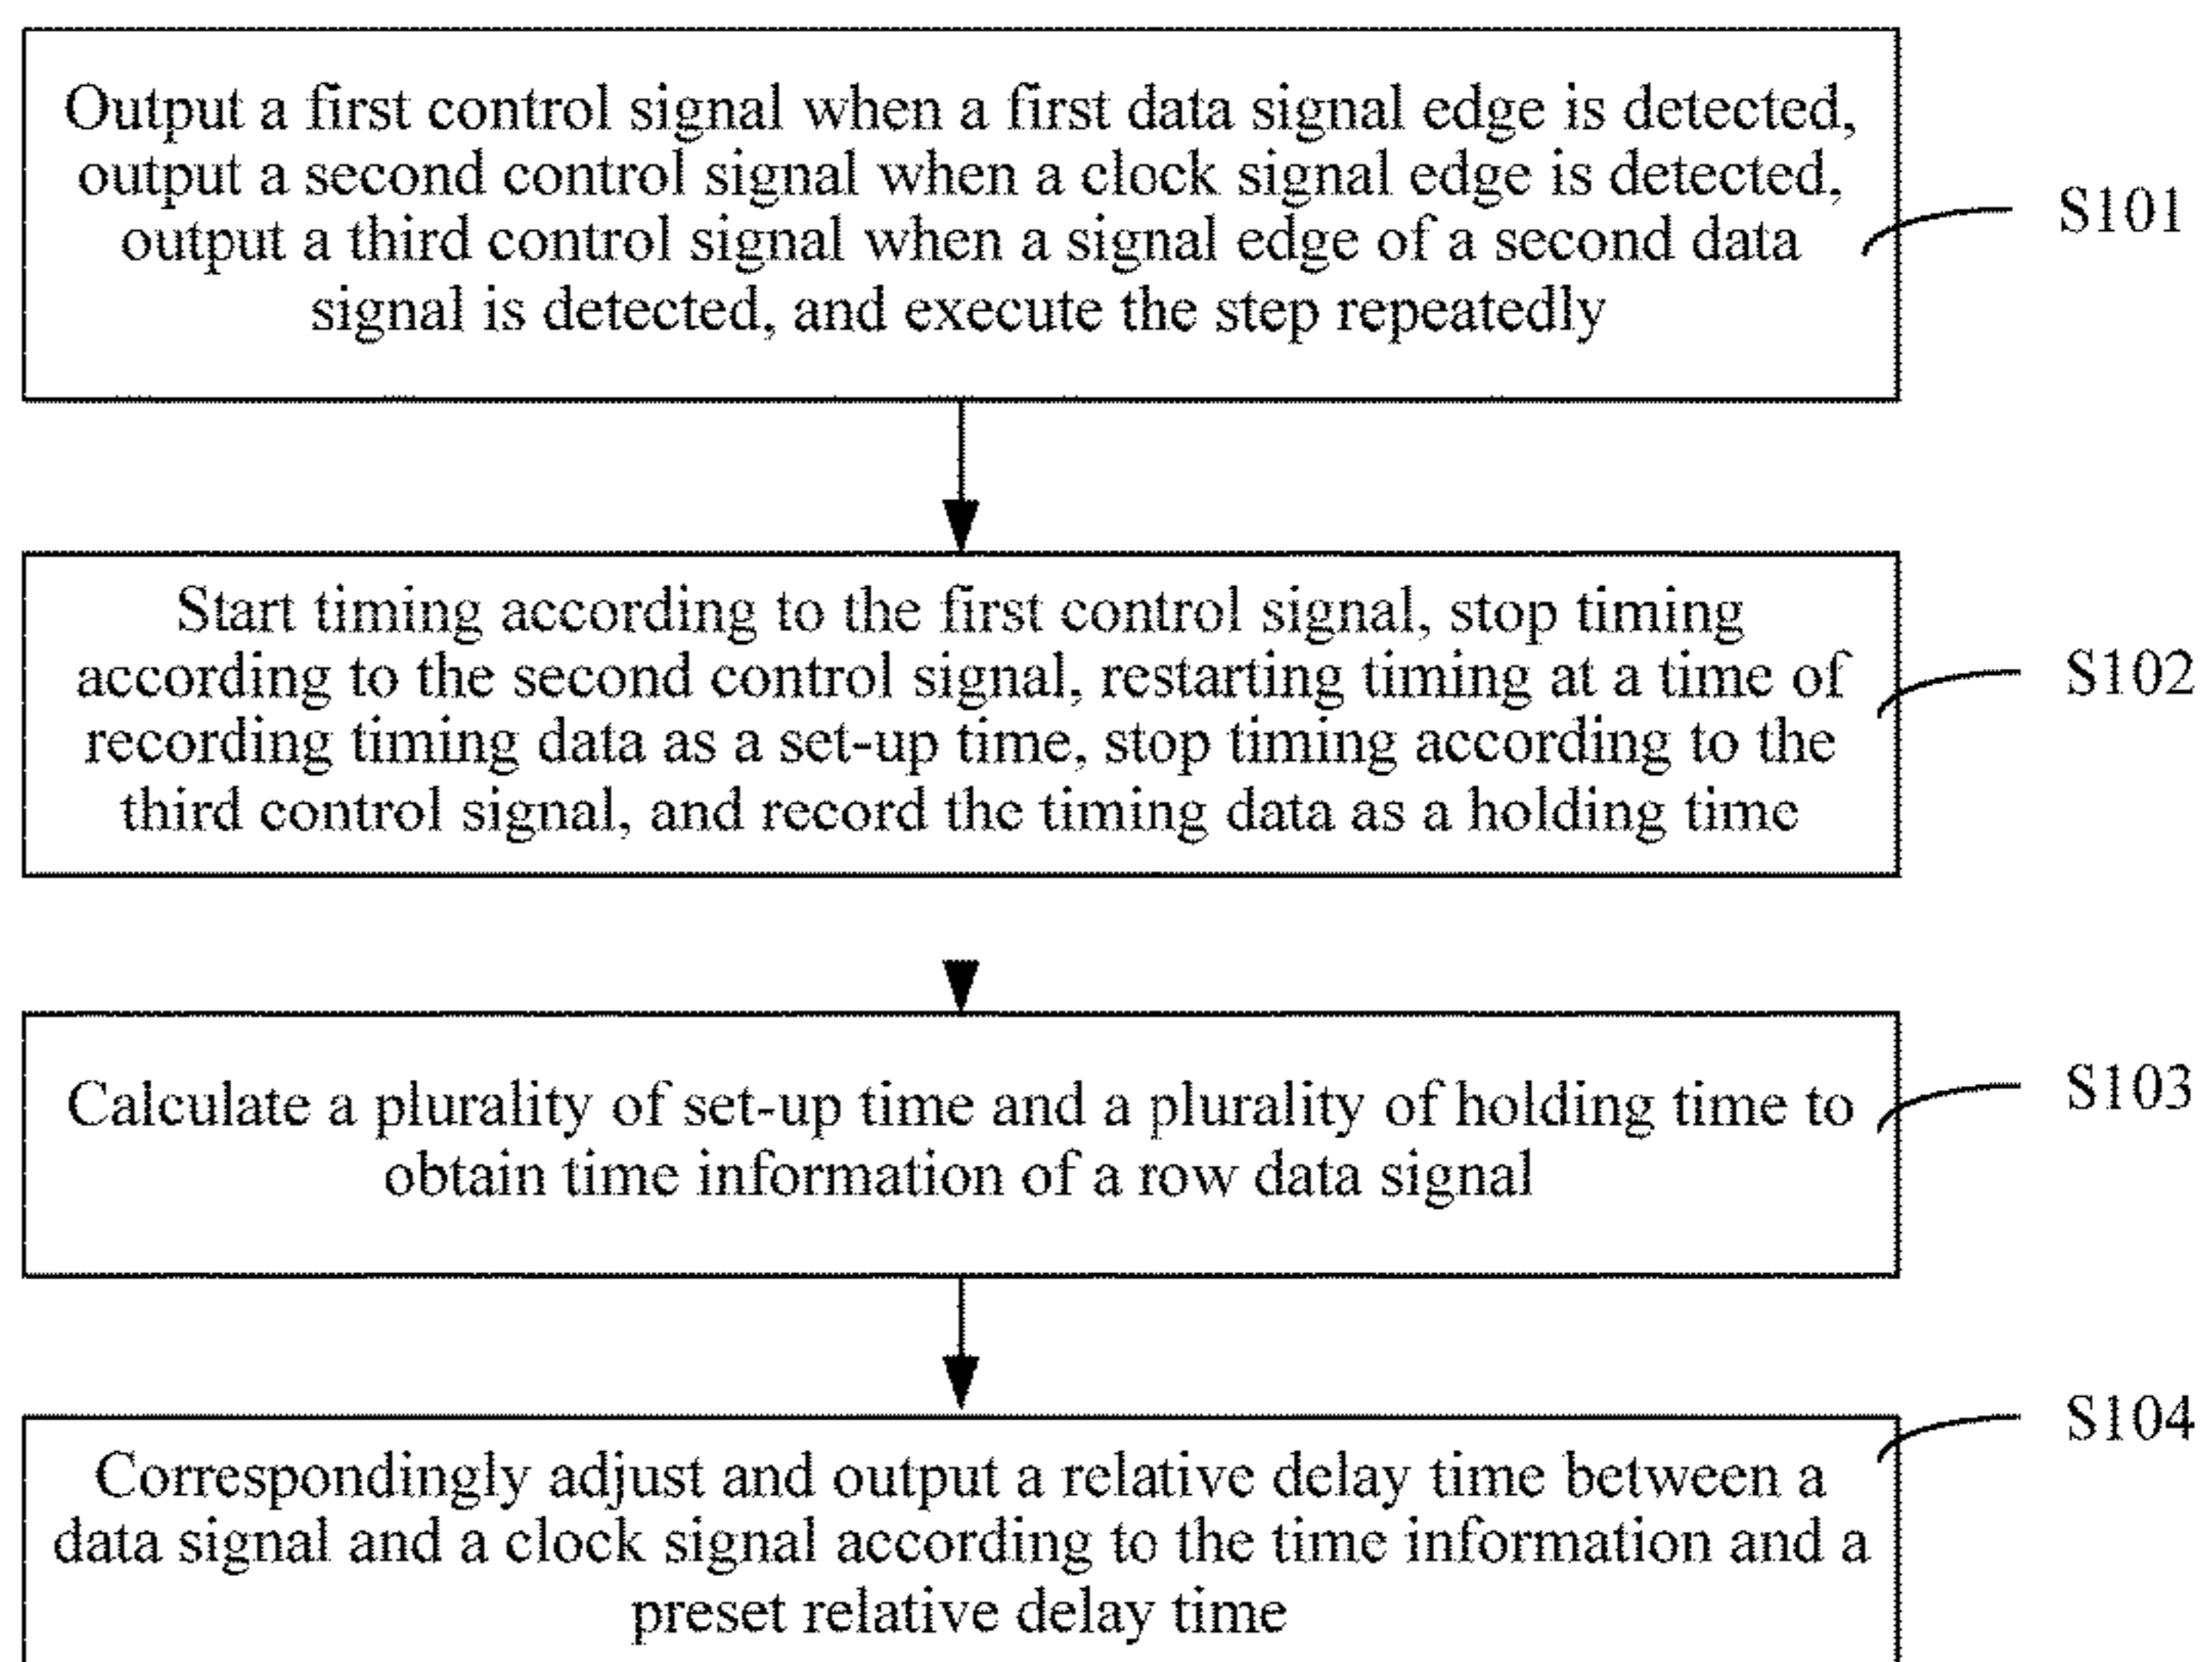 Output a first control signal when a first data signal edge is detected,
output a second control signal when a clock signal edge is detected,
output a third control signal when a signal edge of a second data
signal is detected, and execute the step repeatedly
S101
Start timing according to the first control signal, stop timing
according to the second control signal, restarting timing at a time of
recording timing data as a set-up time, stop timing according to the
third control signal, and record the timing data as a holding time
S102
Calculate a plurality of set-up time and a plurality of holding time to
obtain time information of a row data signal
S103
Correspondingly adjust and output a relative delay time between a
data signal and a clock signal according to the time information and a
preset relative delay time
S104